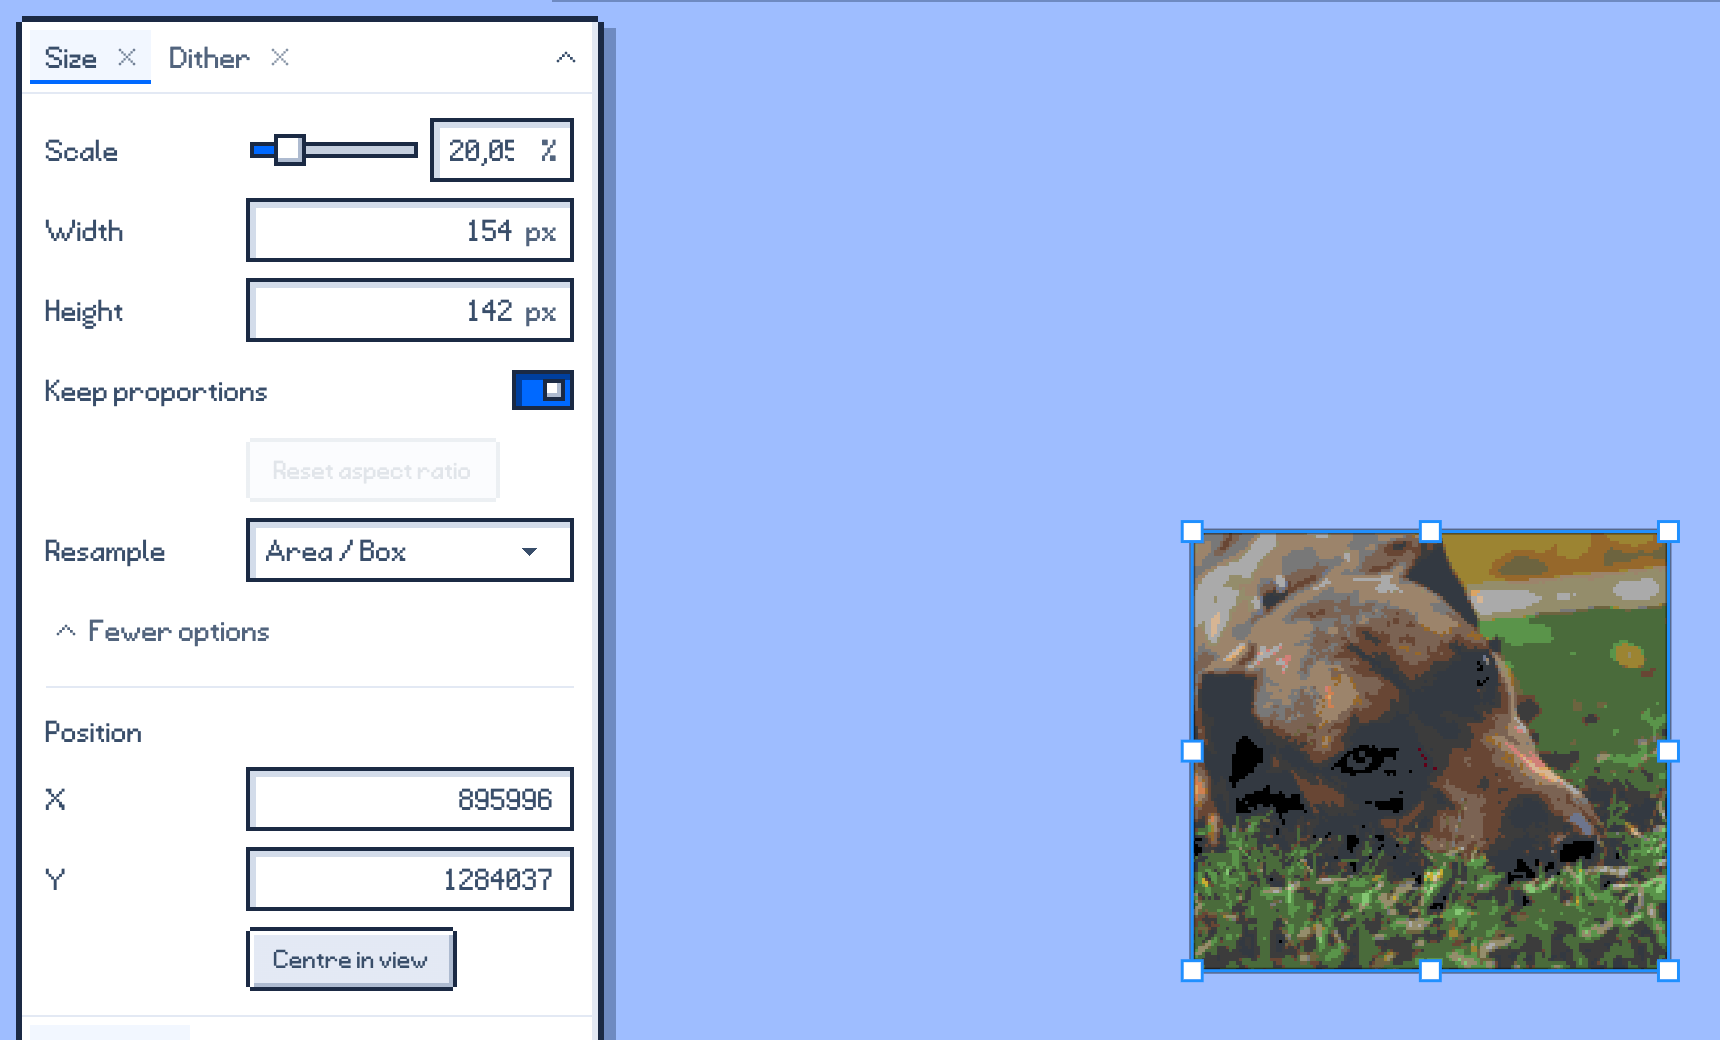 Size
Dither
Scale 20,05 %
Width 154 px
Height 142 px
Keep proportions
Reset aspect ratio
Resample Area / Box
Fewer options
Position
X 895996
Y 1284037
Centre in view